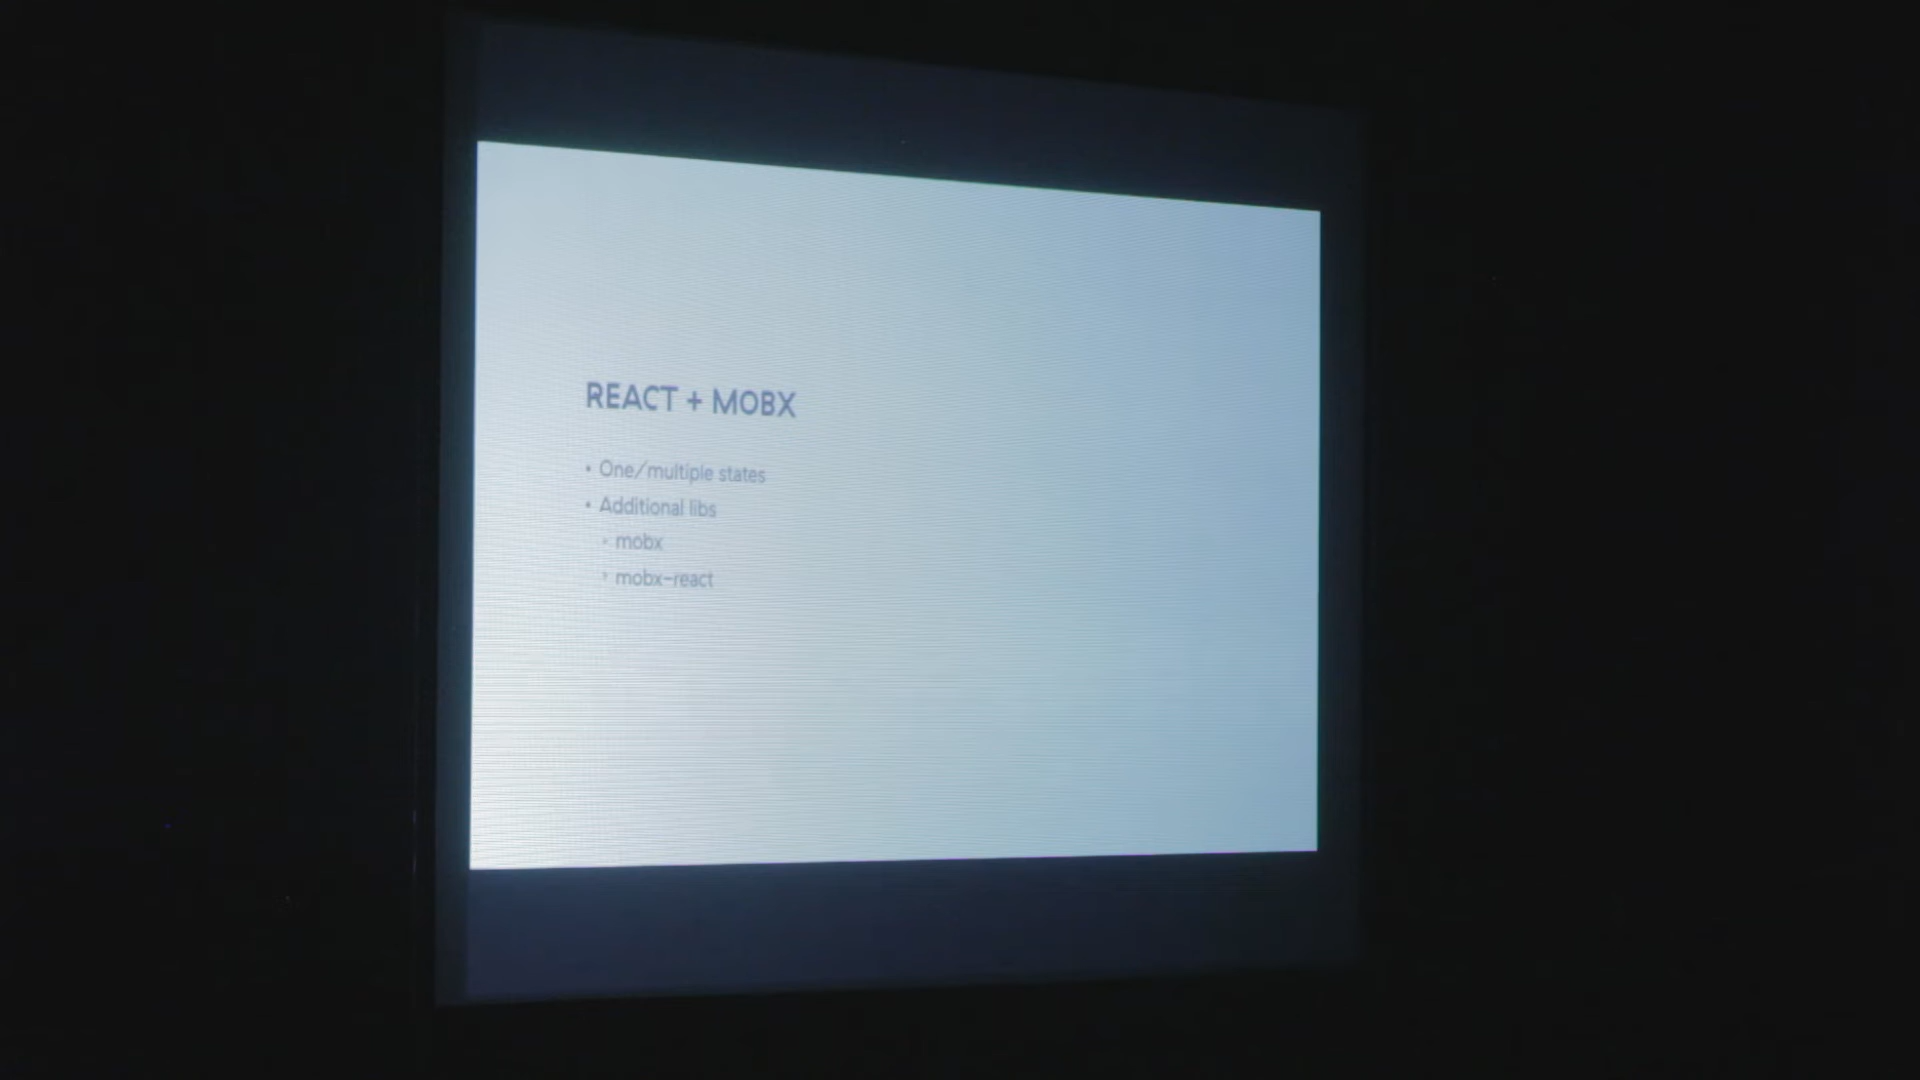 REACT + MOBX
• One/multiple states
• Additional libs
◦ mobx
◦ mobx-react